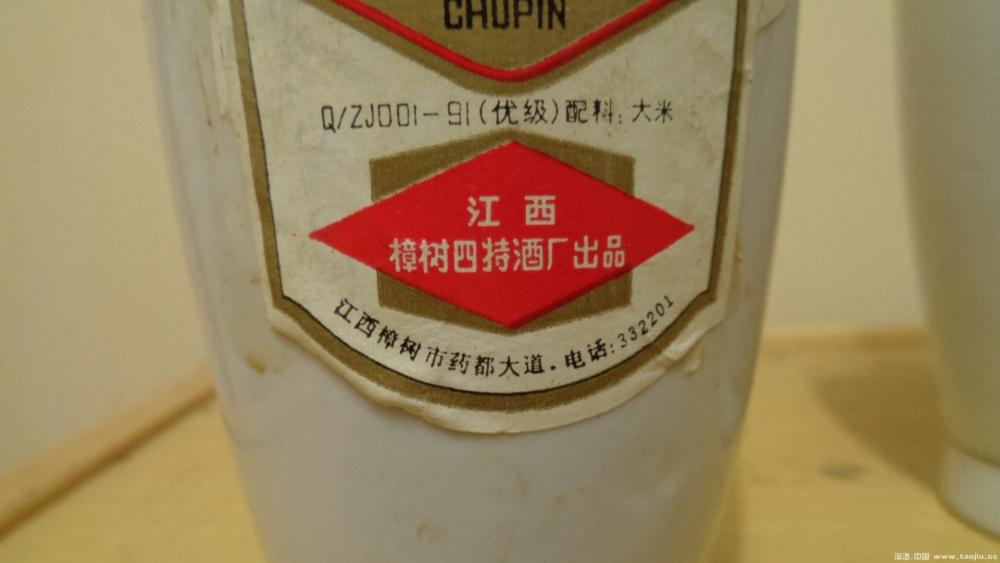 CHUPIN
Q/ZJ001-91(优级)配料:大米
江西
樟树四特酒厂出品
江西樟树市药都大道.电话:332201
淘酒.中国 www.taojiu.cc